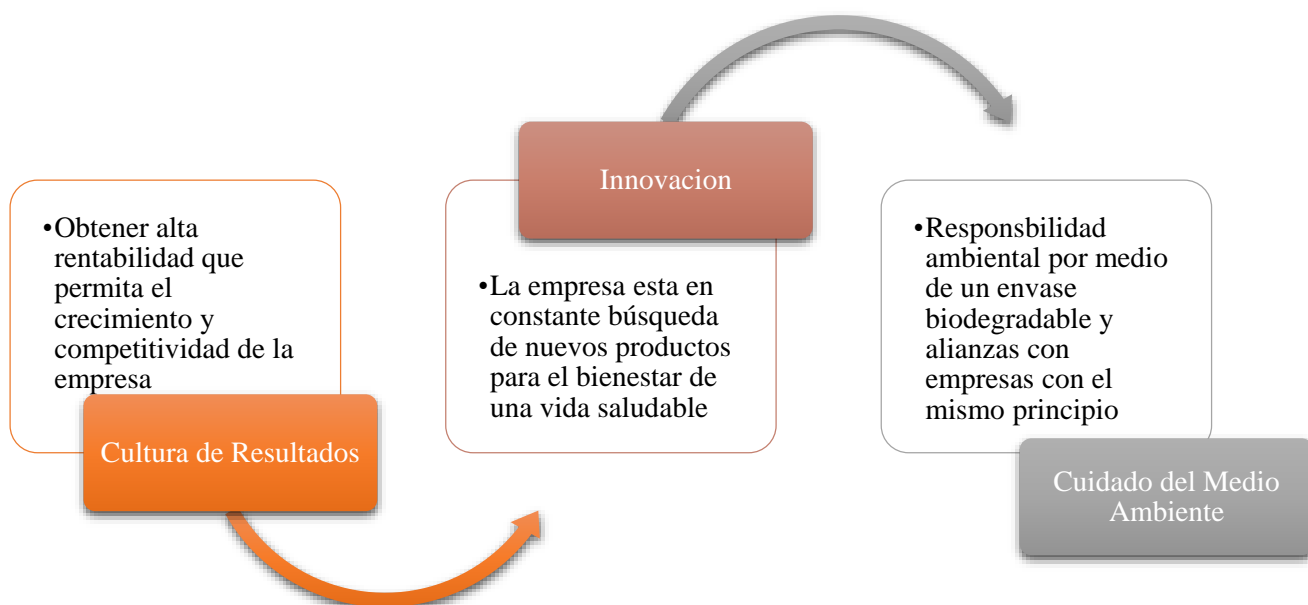 •Obtener alta
rentabilidad que
permita el
crecimiento y
competitividad de la
empresa
Cultura de Resultados
Innovacion
•La empresa esta en
constante búsqueda
de nuevos productos
para el bienestar de
una vida saludable
•Responsbilidad
ambiental por medio
de un envase
biodegradable y
alianzas con
empresas con el
mismo principio
Cuidado del Medio
Ambiente